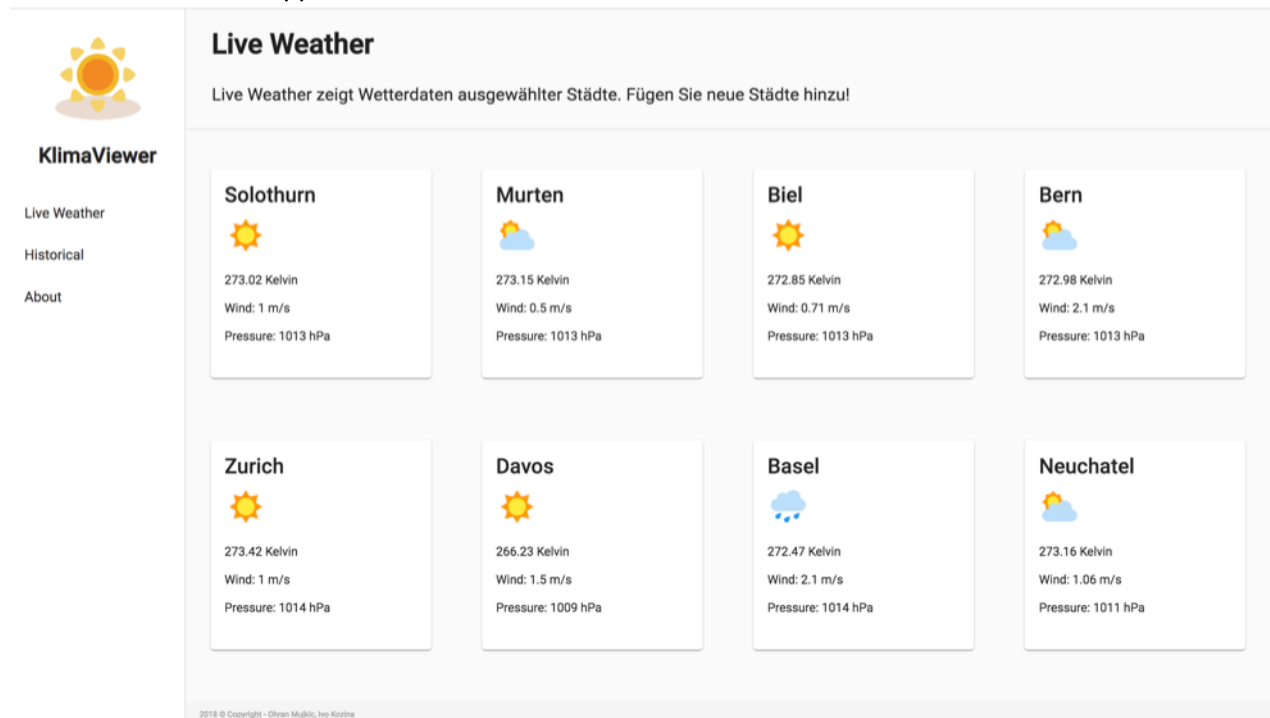 Live Weather
Live Weather zeigt Wetterdaten ausgewählter Städte. Fügen Sie neue Städte hinzu!
KlimaViewer
Live Weather
Historical
About
Solothurn
273.02 Kelvin
Wind: 1 m/s
Pressure: 1013 hPa
Murten
273.15 Kelvin
Wind: 0.5 m/s
Pressure: 1013 hPa
Biel
272.85 Kelvin
Wind: 0.71 m/s
Pressure: 1013 hPa
Bern
272.98 Kelvin
Wind: 2.1 m/s
Pressure: 1013 hPa
Zurich
273.42 Kelvin
Wind: 1 m/s
Pressure: 1014 hPa
Davos
266.23 Kelvin
Wind: 1.5 m/s
Pressure: 1009 hPa
Basel
272.47 Kelvin
Wind: 2.1 m/s
Pressure: 1014 hPa
Neuchatel
273.16 Kelvin
Wind: 1.06 m/s
Pressure: 1011 hPa
2018 © Copyright - Ohran Mujkic, Ivo Kozina